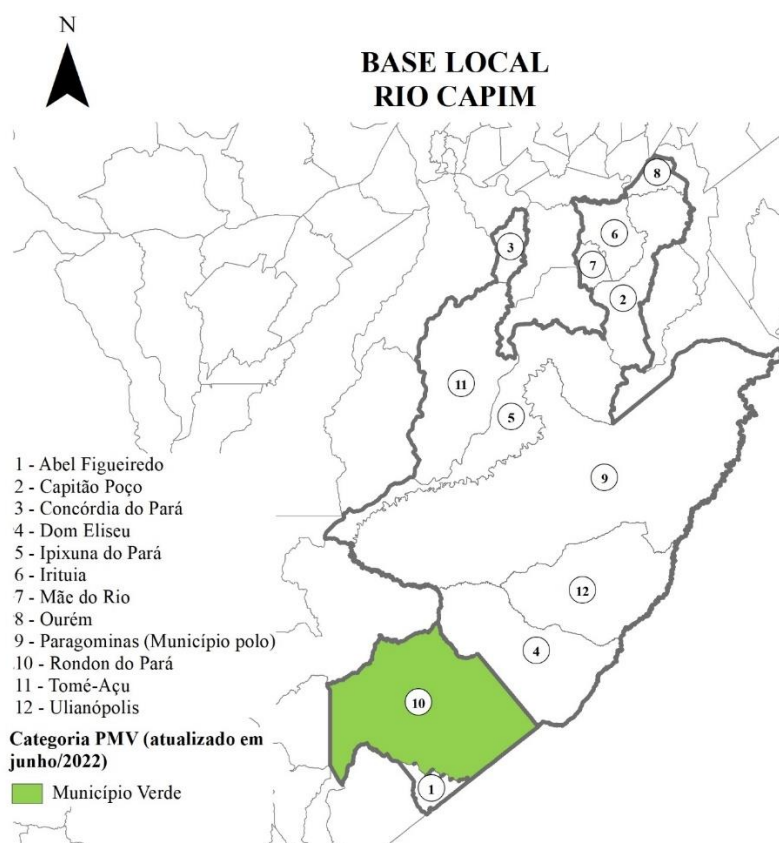 N
BASE LOCAL
RIO CAPIM
8
6
3
7
2
11
5
9
12
4
10
1
1 - Abel Figueiredo
2 - Capitão Poço
3 - Concórdia do Pará
4 - Dom Eliseu
5 - Ipixuna do Pará
6 - Irituia
7 - Mãe do Rio
8 - Ourém
9 - Paragominas (Município polo)
10 - Rondon do Pará
11 - Tomé-Açu
12 - Ulianópolis
Categoria PMV (atualizado em
junho/2022)
Município Verde